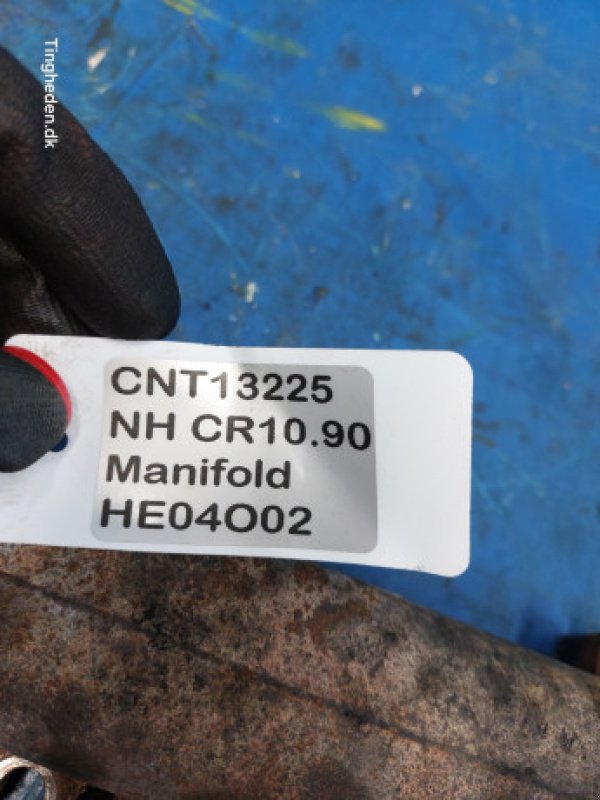 Tingheden.dk
CNT13225
NH CR10.90
Manifold
HE04O02